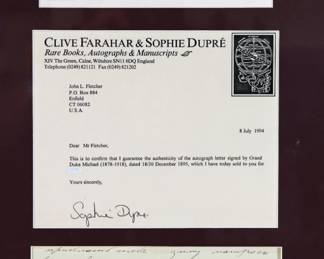 CLIVE FARAHAR & SOPHIE DUPRÉ
Rare Books, Autographs & Manuscripts
XIV The Green, Calne, Wiltshire SN11 8DQ England
Telephone (0249) 821121 Fax (0249) 821202
John L. Fletcher
P.O. Box 884
Enfield
CT 06082
U.S.A.
8 July 1994
Dear Mr Fletcher,
This is to confirm that I guarantee the authenticity of the autograph letter signed by Grand
Duke Michael (1878-1918), dated 18/30 December 1895, which I have today sold to you for
Yours sincerely,
Sophie Dupré.